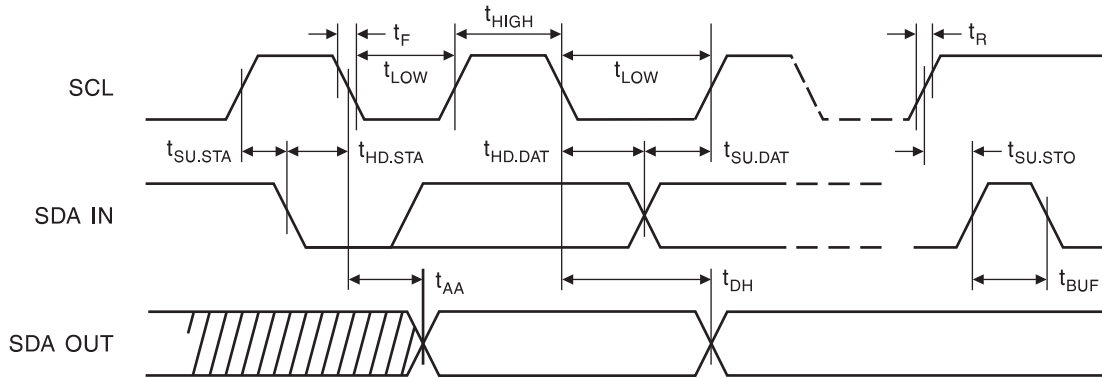 t_HIGH
t_F
t_R
t_LOW
t_LOW
SCL
t_SU.STA
t_HD.STA
t_HD.DAT
t_SU.DAT
t_SU.STO
SDA IN
t_AA
t_DH
t_BUF
SDA OUT